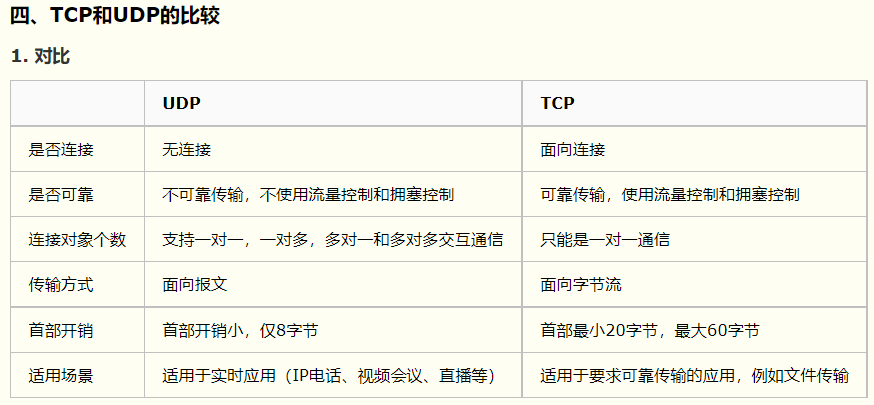 四、TCP和UDP的比较
1. 对比
UDP TCP
是否连接 无连接 面向连接
是否可靠 不可靠传输，不使用流量控制和拥塞控制 可靠传输，使用流量控制和拥塞控制
连接对象个数 支持一对一，一对多，多对一和多对多交互通信 只能是一对一通信
传输方式 面向报文 面向字节流
首部开销 首部开销小，仅8字节 首部最小20字节，最大60字节
适用场景 适用于实时应用（IP电话、视频会议、直播等） 适用于要求可靠传输的应用，例如文件传输